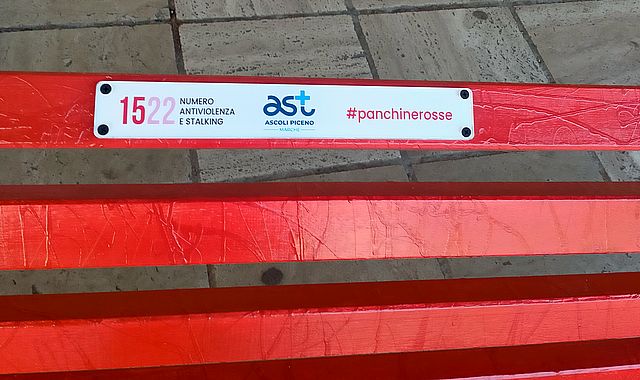 1522
NUMERO
ANTIVIOLENZA
E STALKING
ast
ASCOLI PICENO
MARCHE
#panchinerosse